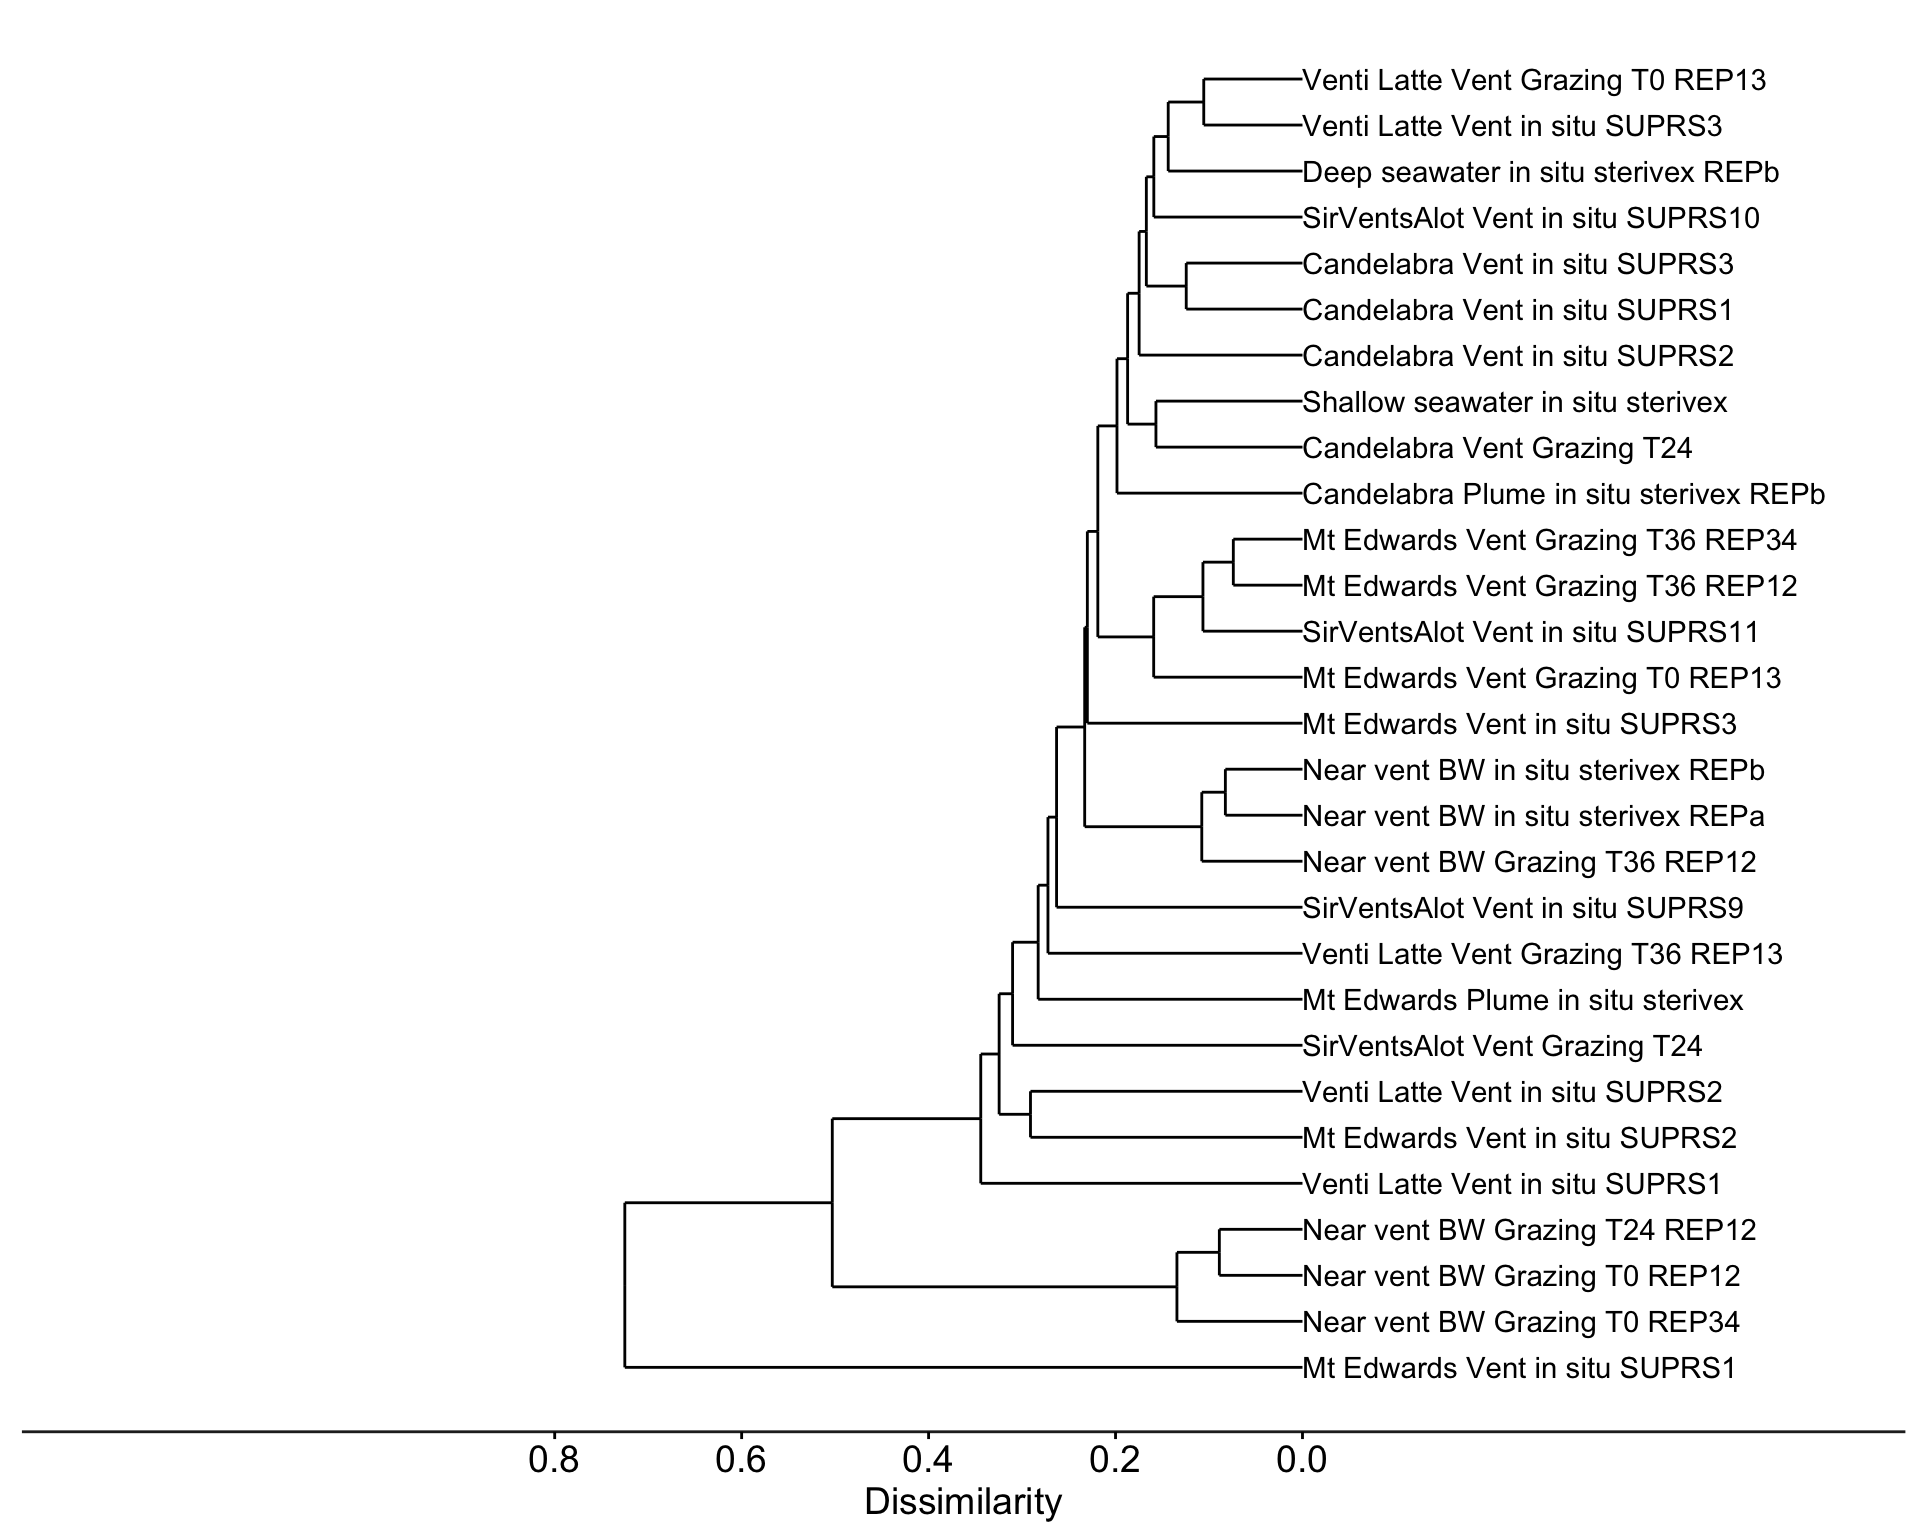 Venti Latte Vent Grazing T0 REP13
Venti Latte Vent in situ SUPRS3
Deep seawater in situ sterivex REPb
SirVentsAlot Vent in situ SUPRS10
Candelabra Vent in situ SUPRS3
Candelabra Vent in situ SUPRS1
Candelabra Vent in situ SUPRS2
Shallow seawater in situ sterivex
Candelabra Vent Grazing T24
Candelabra Plume in situ sterivex REPb
Mt Edwards Vent Grazing T36 REP34
Mt Edwards Vent Grazing T36 REP12
SirVentsAlot Vent in situ SUPRS11
Mt Edwards Vent Grazing T0 REP13
Mt Edwards Vent in situ SUPRS3
Near vent BW in situ sterivex REPb
Near vent BW in situ sterivex REPa
Near vent BW Grazing T36 REP12
SirVentsAlot Vent in situ SUPRS9
Venti Latte Vent Grazing T36 REP13
Mt Edwards Plume in situ sterivex
SirVentsAlot Vent Grazing T24
Venti Latte Vent in situ SUPRS2
Mt Edwards Vent in situ SUPRS2
Venti Latte Vent in situ SUPRS1
Near vent BW Grazing T24 REP12
Near vent BW Grazing T0 REP12
Near vent BW Grazing T0 REP34
Mt Edwards Vent in situ SUPRS1
0.8 0.6 0.4 0.2 0.0
Dissimilarity